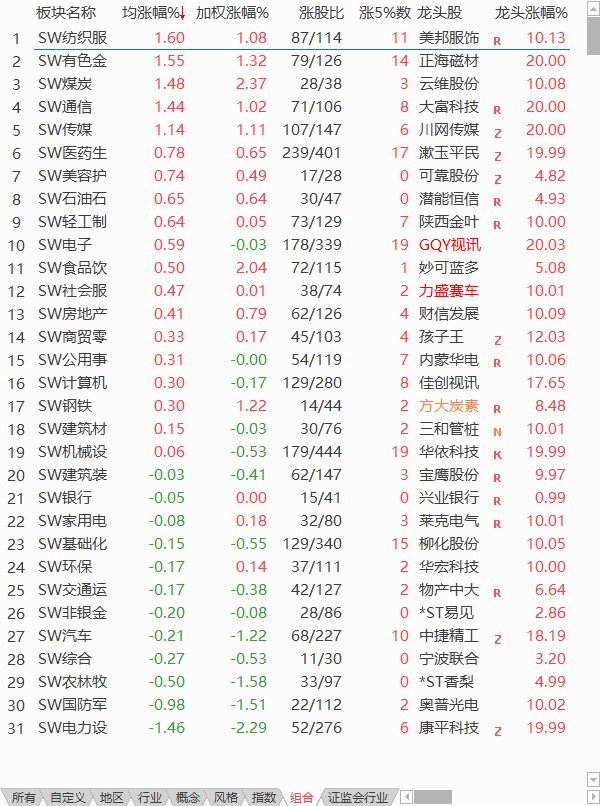 板块名称 均涨幅%↓ 加权涨幅% 涨股比 涨5%数 龙头股 龙头涨幅%
1 SW纺织服 1.60 1.08 87/114 11 美邦服饰 R 10.13
2 SW有色金 1.55 1.32 79/126 14 正海磁材 20.00
3 SW煤炭 1.48 2.37 28/38 3 云维股份 10.08
4 SW通信 1.44 1.02 71/106 8 大富科技 R 20.00
5 SW传媒 1.14 1.11 107/147 6 川网传媒 Z 20.00
6 SW医药生 0.78 0.65 239/401 17 漱玉平民 Z 19.99
7 SW美容护 0.74 0.49 17/28 0 可靠股份 Z 4.82
8 SW石油石 0.65 0.64 30/47 0 潜能恒信 R 4.93
9 SW轻工制 0.64 0.05 73/129 7 陕西金叶 R 10.00
10 SW电子 0.59 -0.03 178/339 19 GQY视讯 20.03
11 SW食品饮 0.50 2.04 72/115 1 妙可蓝多 5.08
12 SW社会服 0.47 0.01 38/74 2 力盛赛车 10.01
13 SW房地产 0.41 0.79 62/126 4 财信发展 10.09
14 SW商贸零 0.33 0.17 45/103 4 孩子王 Z 12.03
15 SW公用事 0.31 -0.00 54/119 7 内蒙华电 R 10.06
16 SW计算机 0.30 -0.17 129/280 8 佳创视讯 17.65
17 SW钢铁 0.30 1.22 14/44 2 方大炭素 R 8.48
18 SW建筑材 0.15 -0.03 30/76 2 三和管桩 N 10.01
19 SW机械设 0.06 -0.53 179/444 19 华依科技 K 19.99
20 SW建筑装 -0.03 -0.41 62/147 3 宝鹰股份 R 9.97
21 SW银行 -0.05 0.00 15/41 0 兴业银行 R 0.99
22 SW家用电 -0.08 0.18 32/80 3 莱克电气 R 10.01
23 SW基础化 -0.15 -0.55 129/340 15 柳化股份 10.05
24 SW环保 -0.17 0.14 37/111 2 华宏科技 10.00
25 SW交通运 -0.17 -0.38 42/127 2 物产中大 R 6.64
26 SW非银金 -0.20 -0.08 28/86 0 *ST易见 2.86
27 SW汽车 -0.21 -1.22 68/227 10 中捷精工 Z 18.19
28 SW综合 -0.27 -0.53 11/30 0 宁波联合 3.20
29 SW农林牧 -0.50 -1.58 33/97 0 *ST香梨 4.99
30 SW国防军 -0.98 -1.51 22/112 2 奥普光电 10.02
31 SW电力设 -1.46 -2.29 52/276 6 康平科技 Z 19.99
所有 自定义 地区 行业 概念 风格 指数 组合 证监会行业